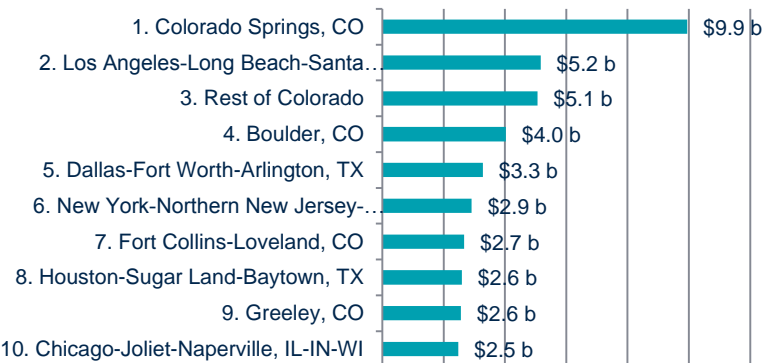 1. Colorado Springs, CO $9.9 b
2. Los Angeles-Long Beach-Santa... $5.2 b
3. Rest of Colorado $5.1 b
4. Boulder, CO $4.0 b
5. Dallas-Fort Worth-Arlington, TX $3.3 b
6. New York-Northern New Jersey-... $2.9 b
7. Fort Collins-Loveland, CO $2.7 b
8. Houston-Sugar Land-Baytown, TX $2.6 b
9. Greeley, CO $2.6 b
10. Chicago-Joliet-Naperville, IL-IN-WI $2.5 b